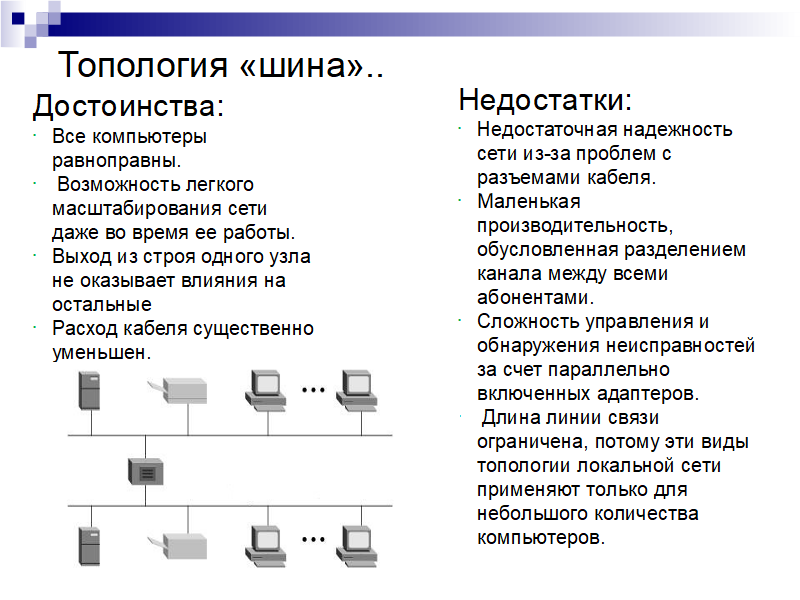 Топология «шина»..
Достоинства:
Все компьютеры
равноправны.
Возможность легкого
масштабирования сети
даже во время ее работы.
Выход из строя одного узла
не оказывает влияния на
остальные
Расход кабеля существенно
уменьшен.
Недостатки:
Недостаточная надежность
сети из-за проблем с
разъемами кабеля.
Маленькая
производительность,
обусловленная разделением
канала между всеми
абонентами.
Сложность управления и
обнаружения неисправностей
за счет параллельно
включенных адаптеров.
Длина линии связи
ограничена, потому эти виды
топологии локальной сети
применяют только для
небольшого количества
компьютеров.